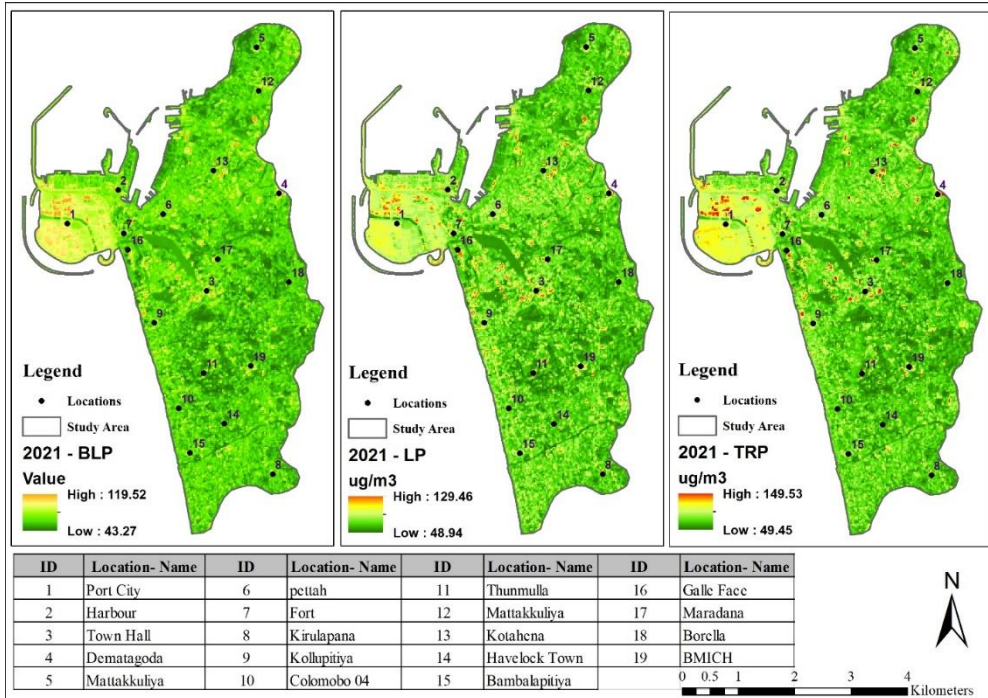 5
12
13
2
4
6
1
7
16
17
18
3
9
11
19
10
14
15
8
Legend
Locations
Study Area
2021 - BLP
Value
High : 119.52
Low : 43.27
5
12
13
2
4
6
1
7
16
17
18
3
9
11
19
10
14
15
8
Legend
Locations
Study Area
2021 - LP
ug/m3
High : 129.46
Low : 48.94
5
12
13
2
4
6
1
7
16
17
18
3
9
11
19
10
14
15
8
Legend
Locations
Study Area
2021 - TRP
ug/m3
High : 149.53
Low : 49.45
ID Location- Name ID Location- Name ID Location- Name ID Location- Name
1 Port City 6 pettah 11 Thunmulla 16 Galle Face
2 Harbour 7 Fort 12 Mattakkuliya 17 Maradana
3 Town Hall 8 Kirulapana 13 Kotahena 18 Borella
4 Dematagoda 9 Kollupitiya 14 Havelock Town 19 BMICH
5 Mattakkuliya 10 Colomobo 04 15 Bambalapitiya
N
0 0.5 1 2 3 4
Kilometers